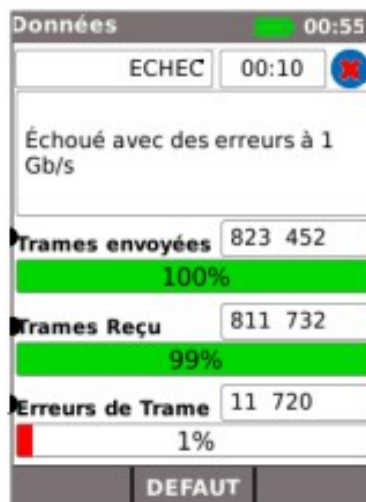 Données 00:55
ECHEC 00:10
Échoué avec des erreurs à 1
Gb/s
Trames envoyées 823 452
100%
Trames Reçu 811 732
99%
Erreurs de Trame 11 720
1%
DEFAUT